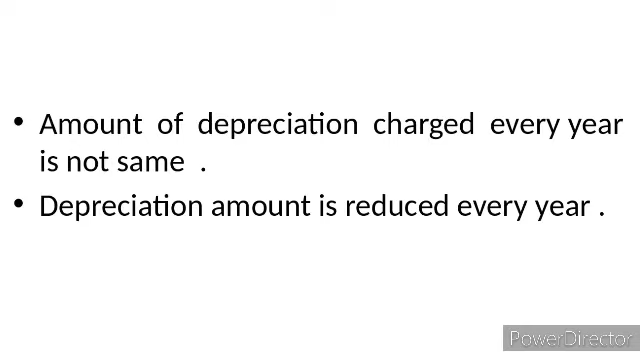 • Amount of depreciation charged every year
is not same .
• Depreciation amount is reduced every year .
PowerDirector